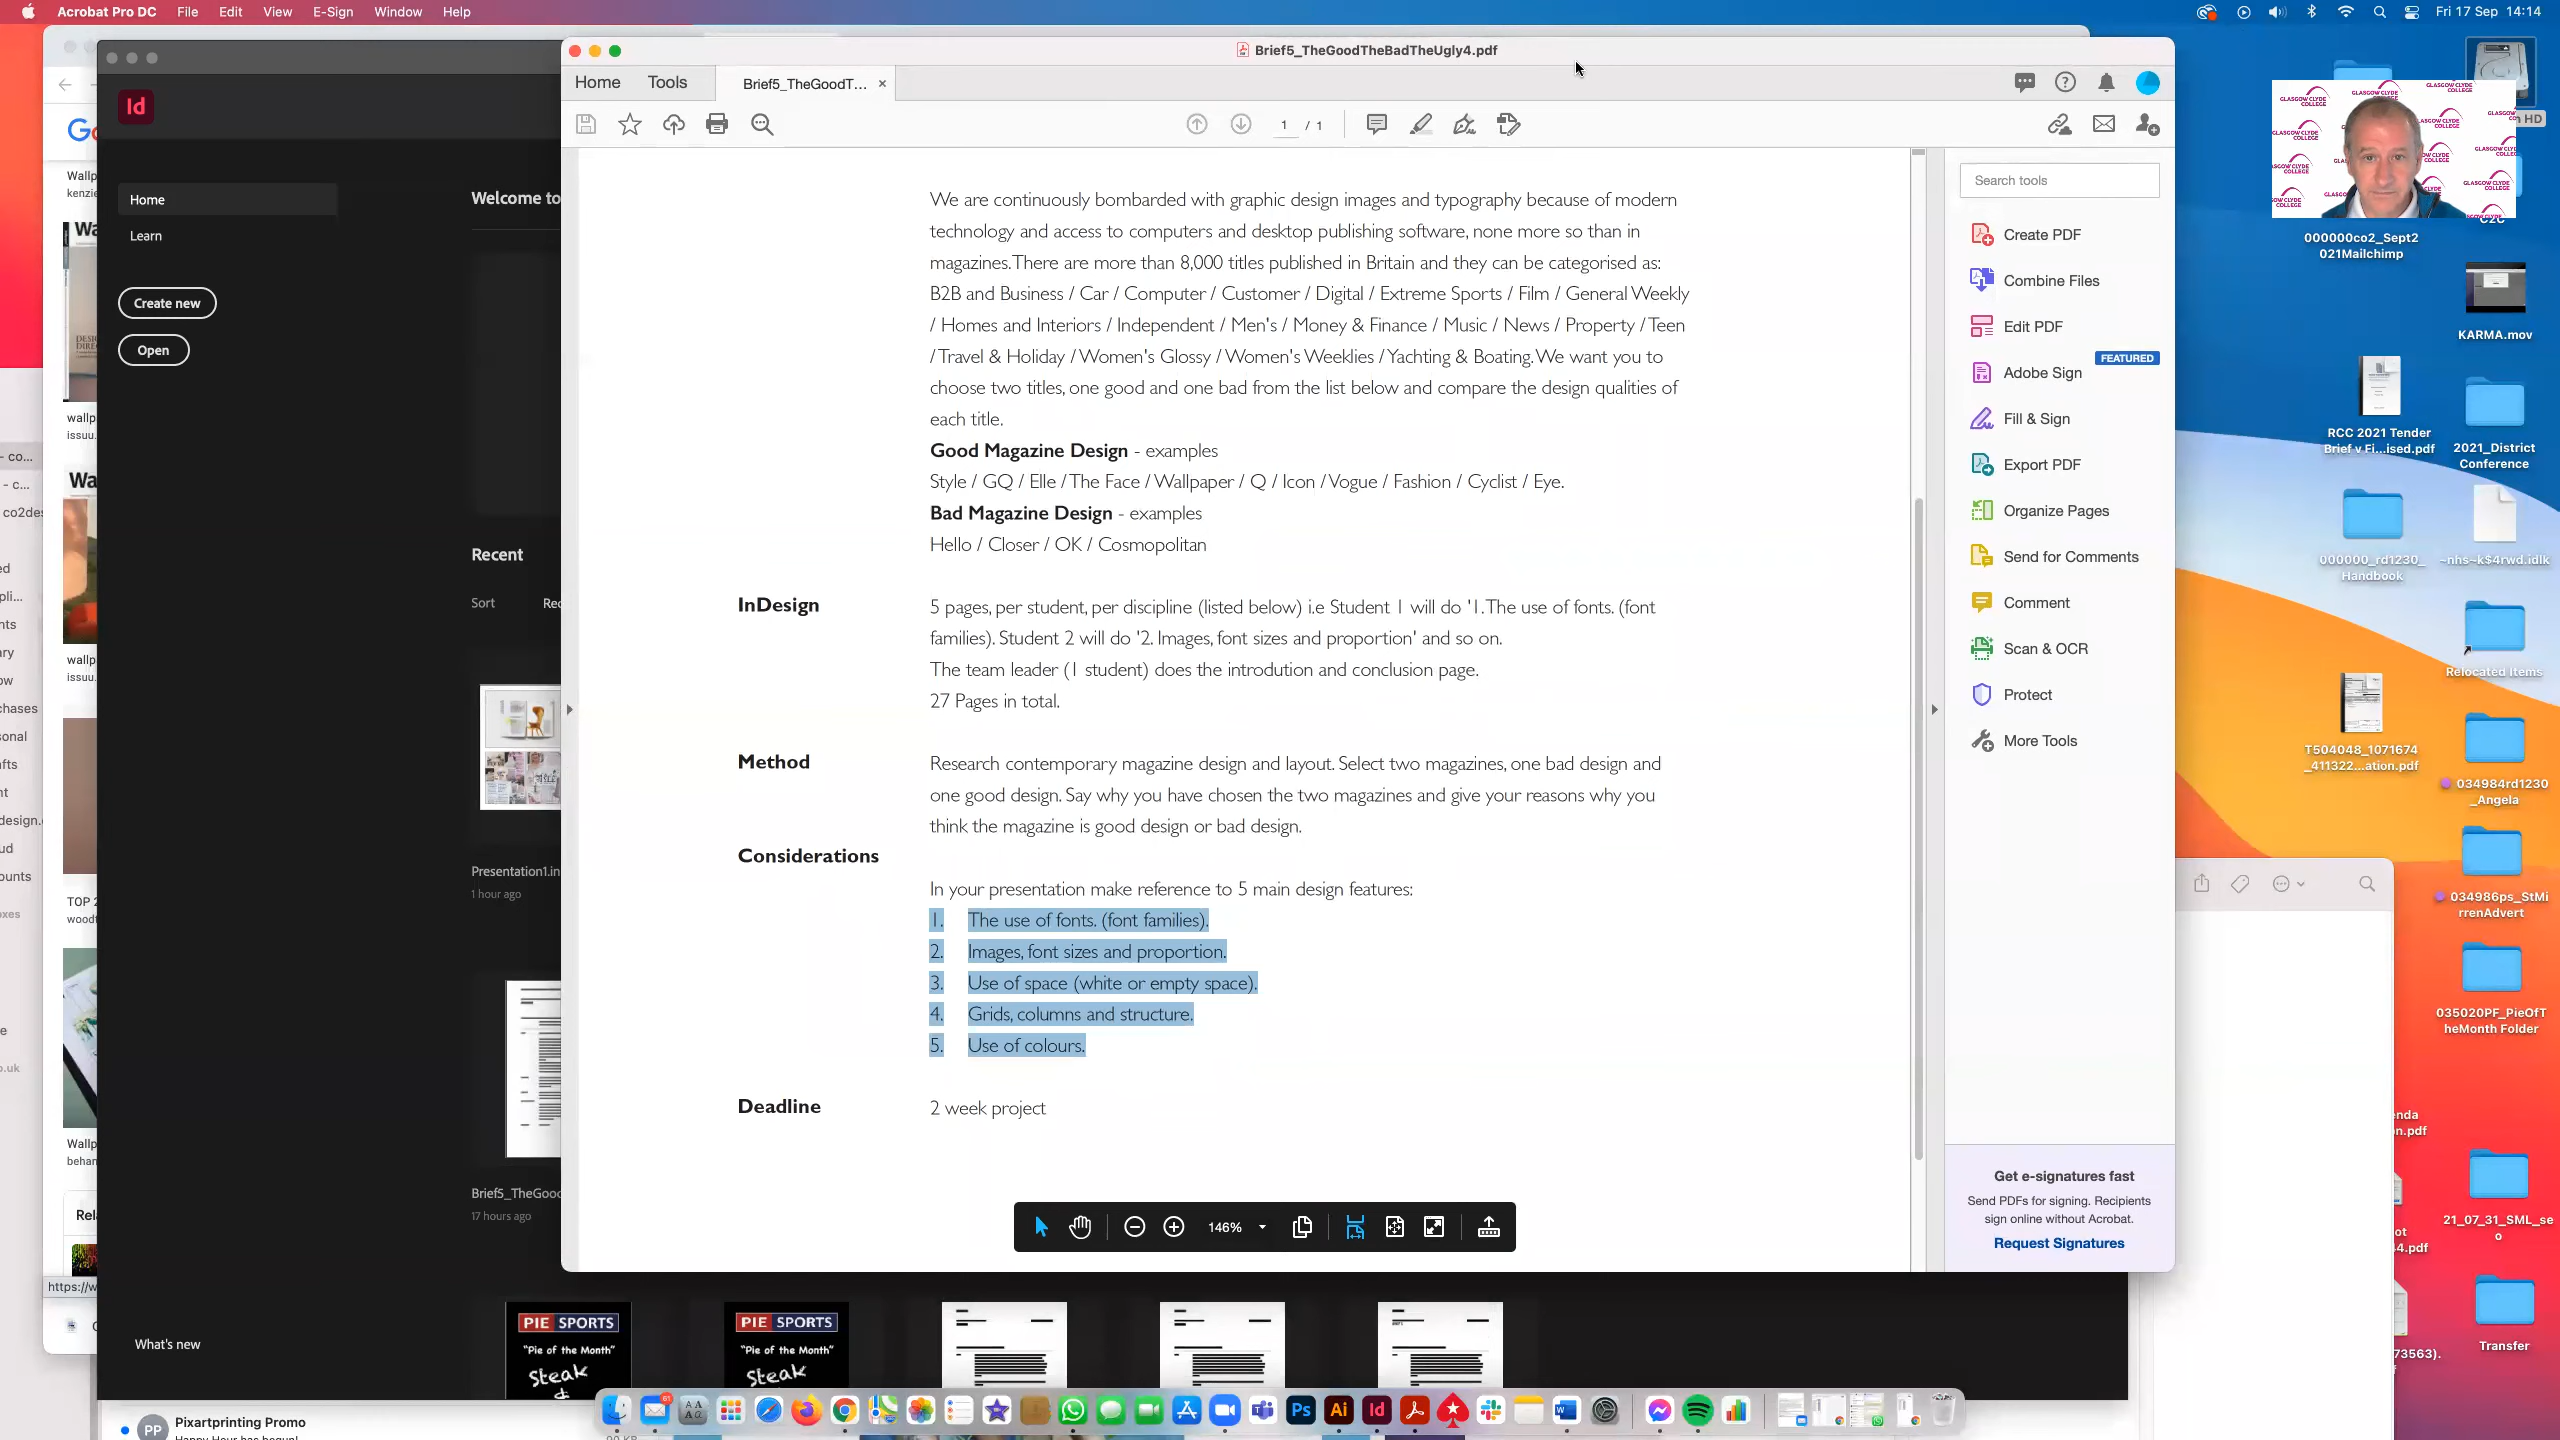 Acrobat Pro DC File Edit View E-Sign Window Help
Fri 17 Sep 14:14
Brief5_TheGoodTheBadTheUgly4.pdf
Home Tools Brief5_TheGoodT... ×
1 / 1
Id
Home
Learn
Create new
Open
Welcome to
Recent
Sort
Presentation1.in
1 hour ago
17 hours ago
What's new
We are continuously bombarded with graphic design images and typography because of modern
technology and access to computers and desktop publishing software, none more so than in
magazines.There are more than 8,000 titles published in Britain and they can be categorised as:
B2B and Business / Car / Computer / Customer / Digital / Extreme Sports / Film / General Weekly
/ Homes and Interiors / Independent / Men's / Money & Finance / Music / News / Property / Teen
/ Travel & Holiday / Women's Glossy / Women's Weeklies / Yachting & Boating. We want you to
choose two titles, one good and one bad from the list below and compare the design qualities of
each title.
Good Magazine Design - examples
Style / GQ / Elle / The Face / Wallpaper / Q / Icon / Vogue / Fashion / Cyclist / Eye.
Bad Magazine Design - examples
Hello / Closer / OK / Cosmopolitan
InDesign
5 pages, per student, per discipline (listed below) i.e Student 1 will do '1. The use of fonts. (font
families). Student 2 will do '2. Images, font sizes and proportion' and so on.
The team leader (1 student) does the introdution and conclusion page.
27 Pages in total.
Method
Research contemporary magazine design and layout. Select two magazines, one bad design and
one good design. Say why you have chosen the two magazines and give your reasons why you
think the magazine is good design or bad design.
Considerations
In your presentation make reference to 5 main design features:
1. The use of fonts. (font families).
2. Images, font sizes and proportion.
3. Use of space (white or empty space).
4. Grids, columns and structure.
5. Use of colours.
Deadline
2 week project
146%
Search tools
Create PDF
Combine Files
Edit PDF
FEATURED
Adobe Sign
Fill & Sign
Export PDF
Organize Pages
Send for Comments
Comment
Scan & OCR
Protect
More Tools
Get e-signatures fast
Send PDFs for signing. Recipients
sign online without Acrobat.
Request Signatures
GLASGOW CLYDE
COLLEGE
000000co2_Sept2
021Mailchimp
KARMA.mov
RCC 2021 Tender
Brief v Fi...ised.pdf
2021_District
Conference
000000_rd1230_
Handbook
~nhs~k$4rwd.idlk
Relocated Items
T504048_1071674
_411322...ation.pdf
034984rd1230
_Angela
034986ps_StMi
rrenAdvert
035020PF_PieOfT
heMonth Folder
21_07_31_SML_se
o
Transfer
PIE SPORTS
"Pie of the Month"
Steak
&
PIE SPORTS
"Pie of the Month"
Steak
PP
Pixartprinting Promo
Happy Hour has begun!
Ps Ai Id